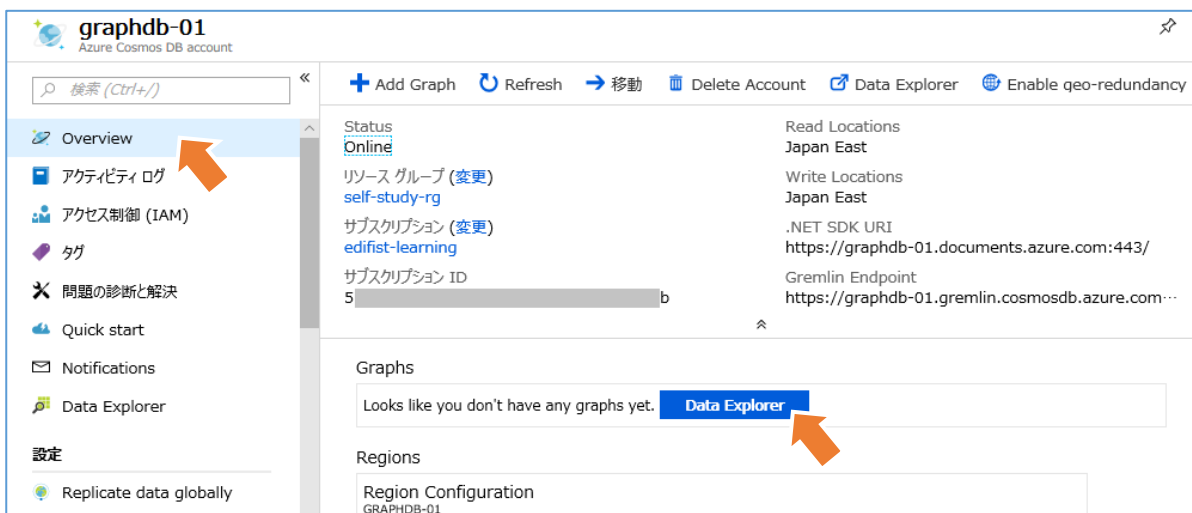 graphdb-01
Azure Cosmos DB account
検索 (Ctrl+/)
Overview
アクティビティ ログ
アクセス制御 (IAM)
タグ
問題の診断と解決
Quick start
Notifications
Data Explorer
設定
Replicate data globally
Add Graph Refresh 移動 Delete Account Data Explorer Enable geo-redundancy
Status
Online
リソース グループ (変更)
self-study-rg
サブスクリプション (変更)
edifist-learning
サブスクリプション ID
5 b
Read Locations
Japan East
Write Locations
Japan East
.NET SDK URI
https://graphdb-01.documents.azure.com:443/
Gremlin Endpoint
https://graphdb-01.gremlin.cosmosdb.azure.com…
Graphs
Looks like you don't have any graphs yet. Data Explorer
Regions
Region Configuration
GRAPHDB-01